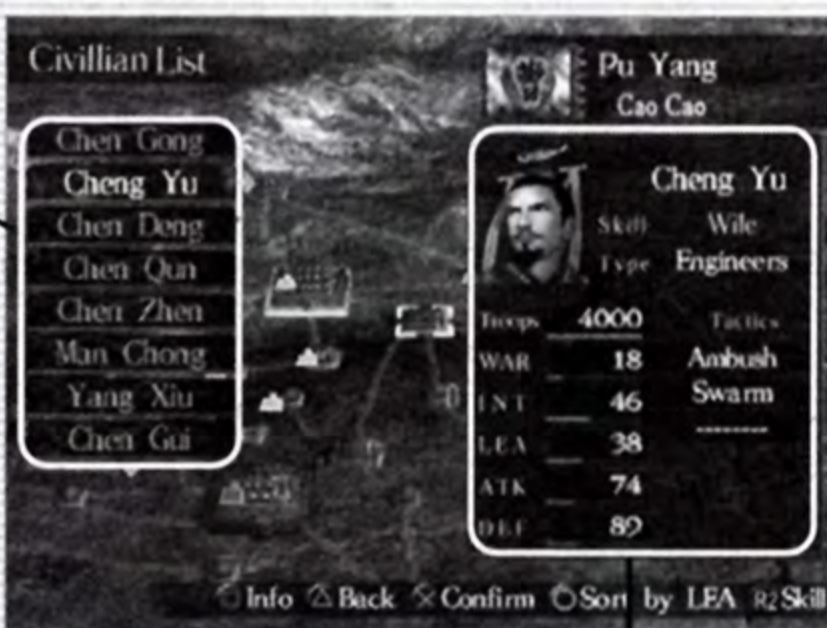 Civillian List
Pu Yang
Cao Cao
Chen Gong
Cheng Yu
Chen Deng
Chen Qun
Chen Zhen
Man Chong
Yang Xiu
Chen Gui
Cheng Yu
Skill Wile
Type Engineers
Troops 4000
Tactics
WAR 18
Ambush
INT 46
Swarm
LEA 38
--------
ATK 74
DEF 89
Info Back Confirm Sort by LEA R2 Skill